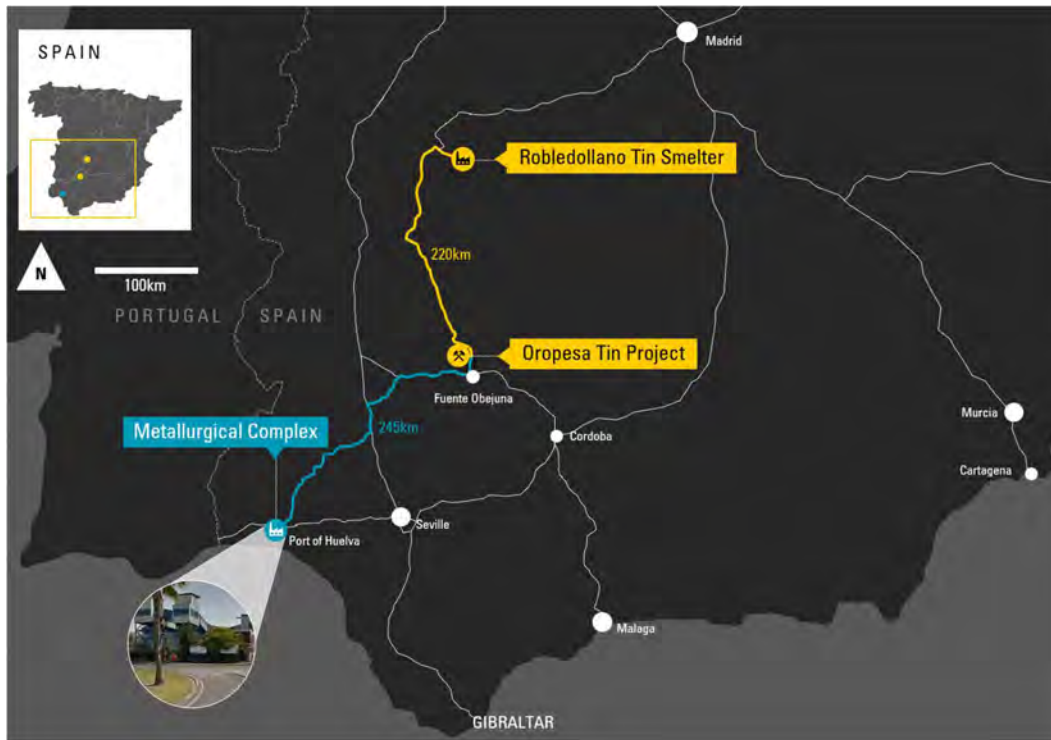 SPAIN
Madrid
Robledollano Tin Smelter
N
100km
220km
PORTUGAL
SPAIN
Oropesa Tin Project
Fuente Obejuna
Metallurgical Complex
245km
Cordoba
Murcia
Cartagena
Seville
Port of Huelva
Malaga
GIBRALTAR